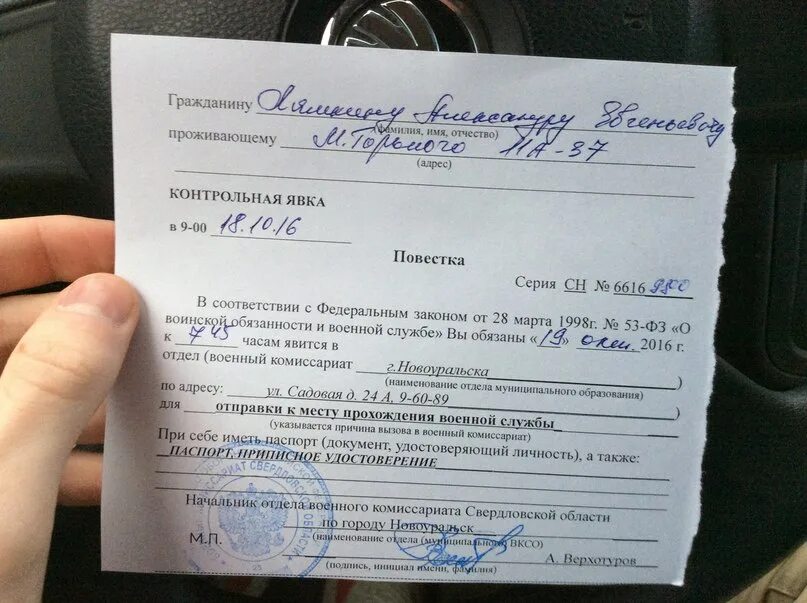 Гражданину Лямкину Александру Евгеньевичу
(фамилия, имя, отчество)
проживающему М.Горького 11А-37
(адрес)
КОНТРОЛЬНАЯ ЯВКА
в 9-00 18.10.16
Повестка
Серия СН № 6616 9300
В соответствии с Федеральным законом от 28 марта 1998г. № 53-ФЗ «О
воинской обязанности и военной службе» Вы обязаны «19» окт. 2016 г.
к 7 45 часам явится в
отдел (военный комиссариат г.Новоуральска )
(наименование отдела муниципального образования)
по адресу: ул. Садовая д. 24 А, 9-60-89 )
для отправки к месту прохождения военной службы
(указывается причина вызова в военный комиссариат)
При себе иметь паспорт (документ, удостоверяющий личность), а также:
ПАСПОРТ, ПРИПИСНОЕ УДОСТОВЕРЕНИЕ
Начальник отдела военного комиссариата Свердловской области
по городу Новоуральск
(наименование отдела (муниципального ВКСО)
М.П.
А. Верхотуров
(подпись, инициал имени, фамилия)